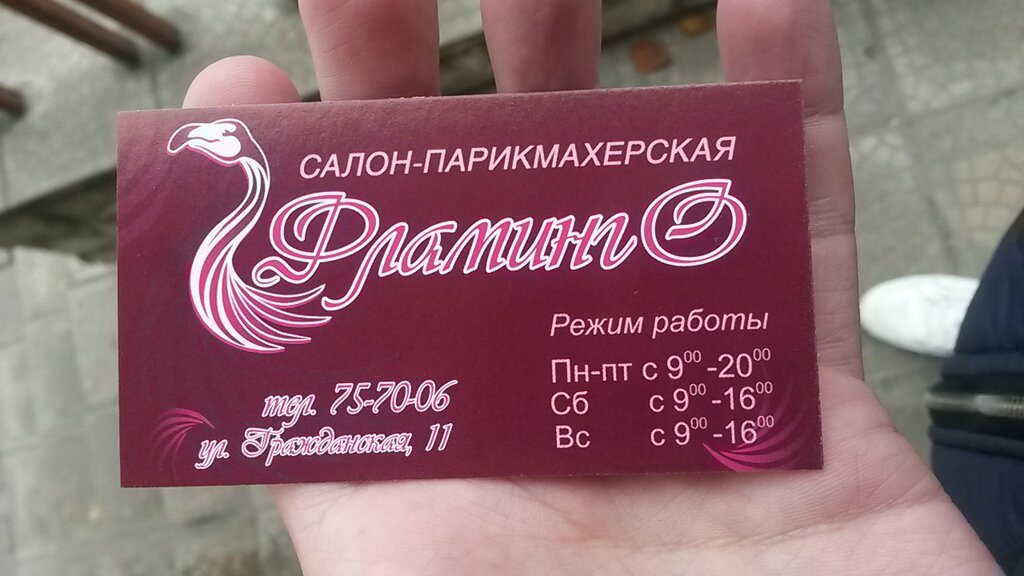 САЛОН-ПАРИКМАХЕРСКАЯ
ФламингО
Режим работы
Пн-пт с 9⁰⁰ -20⁰⁰
Сб с 9⁰⁰ -16⁰⁰
Вс с 9⁰⁰ -16⁰⁰
тел. 75-70-06
ул. Гражданская, 11